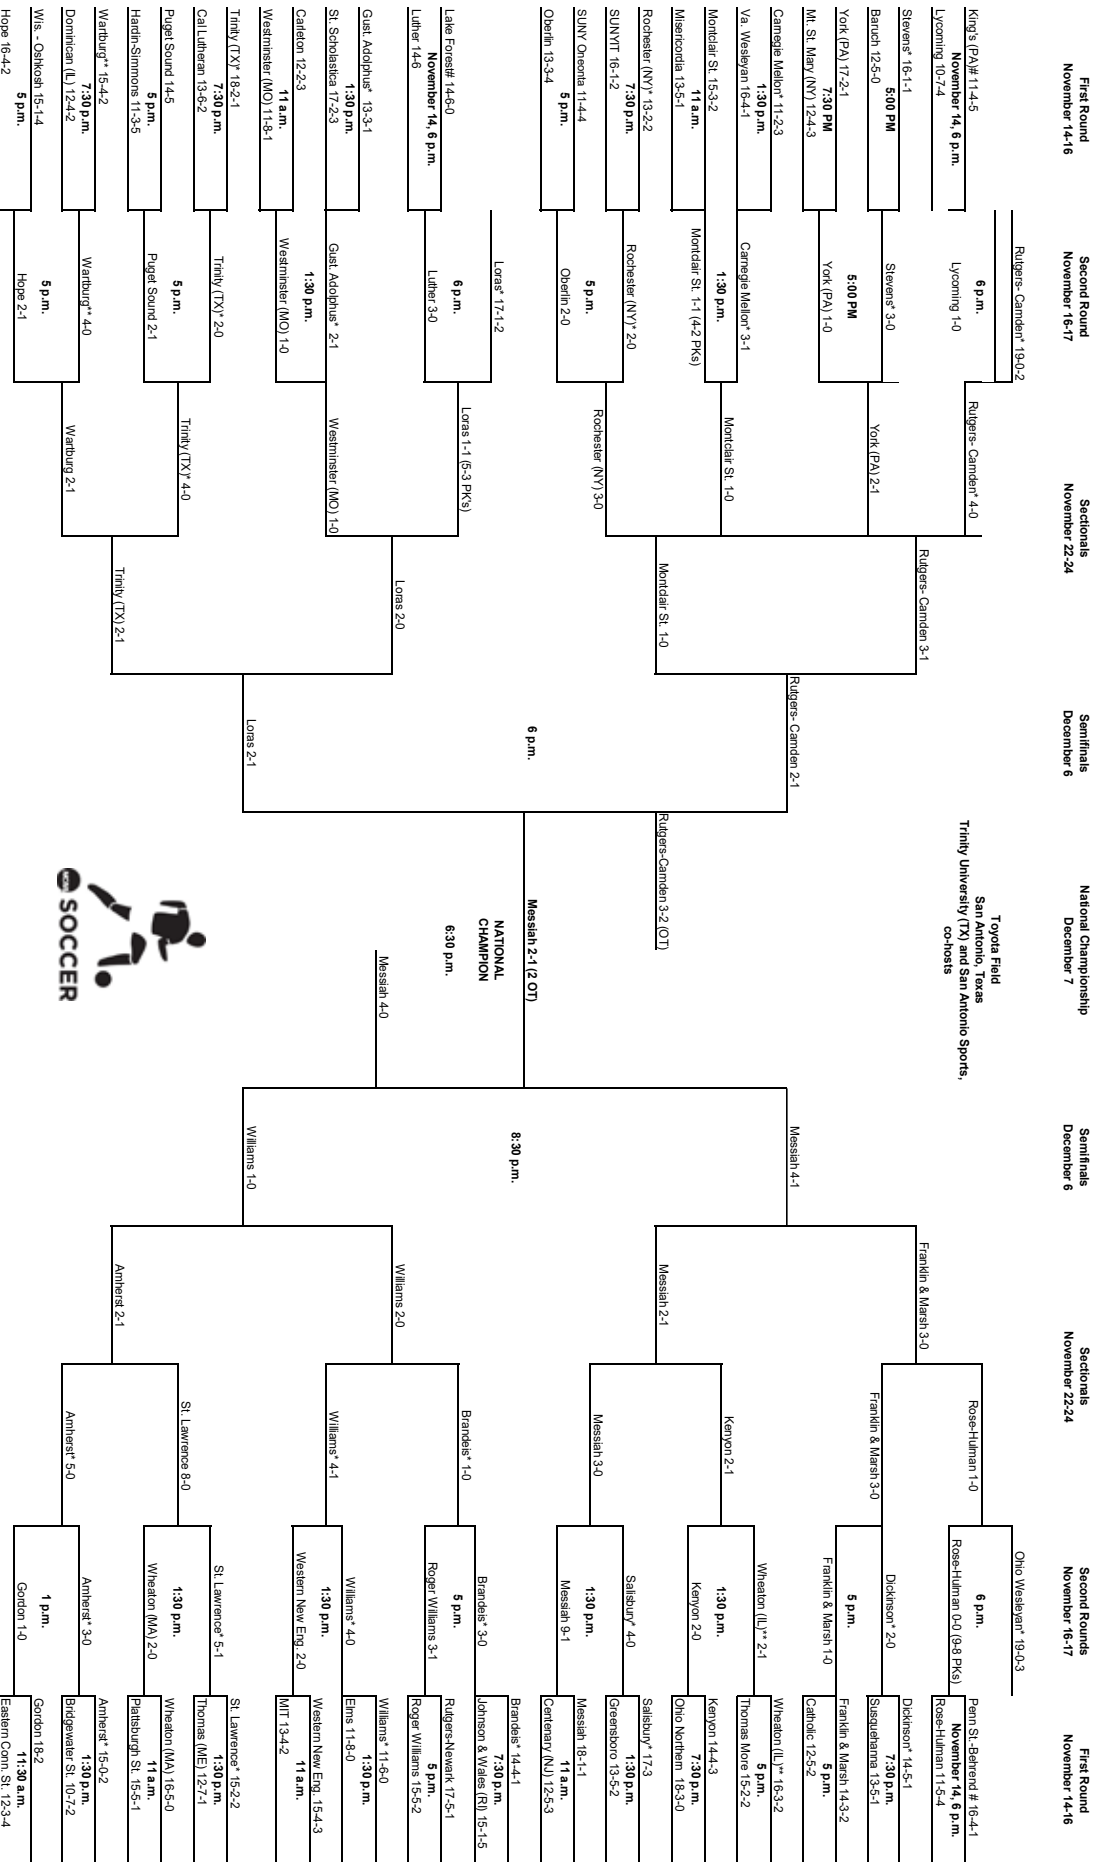 First Round
November 14-16
Second Round
November 16-17
Sectionals
November 22-24
Semifinals
December 6
National Championship
December 7
Semifinals
December 6
Sectionals
November 22-24
Second Rounds
November 16-17
First Round
November 14-16
Toyota Field
San Antonio, Texas
Trinity University (TX) and San Antonio Sports,
co-hosts
King's (PA)# 11-4-5
November 14, 6 p.m.
Lycoming 10-7-4
Stevens* 16-1-1
5:00 PM
Baruch 12-5-0
York (PA) 17-2-1
7:30 PM
Mt. St. Mary (NY) 12-4-3
Carnegie Mellon* 11-2-3
1:30 p.m.
Va. Wesleyan 16-4-1
Montclair St. 15-3-2
11 a.m.
Misericordia 13-5-1
Rochester (NY)* 13-2-2
7:30 p.m.
SUNYIT 16-1-2
SUNY Oneonta 11-4-4
5 p.m.
Oberlin 13-3-4
Lake Forest# 14-6-0
November 14, 6 p.m.
Luther 14-6
Gust. Adolphus* 13-3-1
1:30 p.m.
St. Scholastica 17-2-3
Carleton 12-2-3
11 a.m.
Westminster (MO) 11-8-1
Trinity (TX)* 18-2-1
7:30 p.m.
Cal Lutheran 13-6-2
Puget Sound 14-5
5 p.m.
Hardin-Simmons 11-3-5
Wartburg** 15-4-2
7:30 p.m.
Dominican (IL) 12-4-2
Wis. - Oshkosh 15-1-4
5 p.m.
Hope 16-4-2
Rutgers- Camden* 19-0-2
6 p.m.
Lycoming 1-0
Stevens* 3-0
5:00 PM
York (PA) 1-0
Carnegie Mellon* 3-1
1:30 p.m.
Montclair St. 1-1 (4-2 PKs)
Rochester (NY)* 2-0
5 p.m.
Oberlin 2-0
Loras* 17-1-2
6 p.m.
Luther 3-0
Gust. Adolphus* 2-1
1:30 p.m.
Westminster (MO) 1-0
Trinity (TX)* 2-0
5 p.m.
Puget Sound 2-1
Wartburg** 4-0
5 p.m.
Hope 2-1
Rutgers- Camden* 4-0
York (PA) 2-1
Montclair St. 1-0
Rochester (NY) 3-0
Loras 1-1 (5-3 PK's)
Westminster (MO) 1-0
Trinity (TX)* 4-0
Wartburg 2-1
Rutgers- Camden 3-1
Montclair St. 1-0
Loras 2-0
Trinity (TX) 2-1
Rutgers- Camden 2-1
6 p.m.
Loras 2-1
Rutgers-Camden 3-2 (OT)
Messiah 2-1 (2 OT)
NATIONAL
CHAMPION
6:30 p.m.
Messiah 4-0
NCAA SOCCER
Messiah 4-1
8:30 p.m.
Williams 1-0
Franklin & Marsh 3-0
Messiah 2-1
Williams 2-0
Amherst 2-1
Rose-Hulman 1-0
Franklin & Marsh 3-0
Kenyon 2-1
Messiah 3-0
Brandeis* 1-0
Williams* 4-1
St. Lawrence 8-0
Amherst* 5-0
Ohio Wesleyan* 19-0-3
6 p.m.
Rose-Hulman 0-0 (9-8 PKs)
Dickinson* 2-0
5 p.m.
Franklin & Marsh 1-0
Wheaton (IL)** 2-1
1:30 p.m.
Kenyon 2-0
Salisbury* 4-0
1:30 p.m.
Messiah 9-1
Brandeis* 3-0
5 p.m.
Roger Williams 3-1
Williams* 4-0
1:30 p.m.
Western New Eng. 2-0
St. Lawrence* 5-1
1:30 p.m.
Wheaton (MA) 2-0
Amherst* 3-0
1 p.m.
Gordon 1-0
Penn St.-Behrend # 16-4-1
November 14, 6 p.m.
Rose-Hulman 11-5-4
Dickinson* 14-5-1
7:30 p.m.
Susquehanna 13-5-1
Franklin & Marsh 14-3-2
5 p.m.
Catholic 12-5-2
Wheaton (IL)** 16-3-2
5 p.m.
Thomas More 15-2-2
Kenyon 14-4-3
7:30 p.m.
Ohio Northern 18-3-0
Salisbury* 17-3
1:30 p.m.
Greensboro 13-5-2
Messiah 18-1-1
11 a.m.
Centenary (NJ) 12-5-3
Brandeis* 14-4-1
7:30 p.m.
Johnson & Wales (RI) 15-1-5
Rutgers-Newark 17-5-1
5 p.m.
Roger Williams 15-5-2
Williams* 11-6-0
1:30 p.m.
Elms 11-8-0
Western New Eng. 15-4-3
11 a.m.
MIT 13-4-2
St. Lawrence* 15-2-2
1:30 p.m.
Thomas (ME) 12-7-1
Wheaton (MA) 16-5-0
11 a.m.
Plattsburgh St. 15-5-1
Amherst* 15-0-2
1:30 p.m.
Bridgewater St. 10-7-2
Gordon 18-2
11:30 a.m.
Eastern Conn. St. 12-3-4